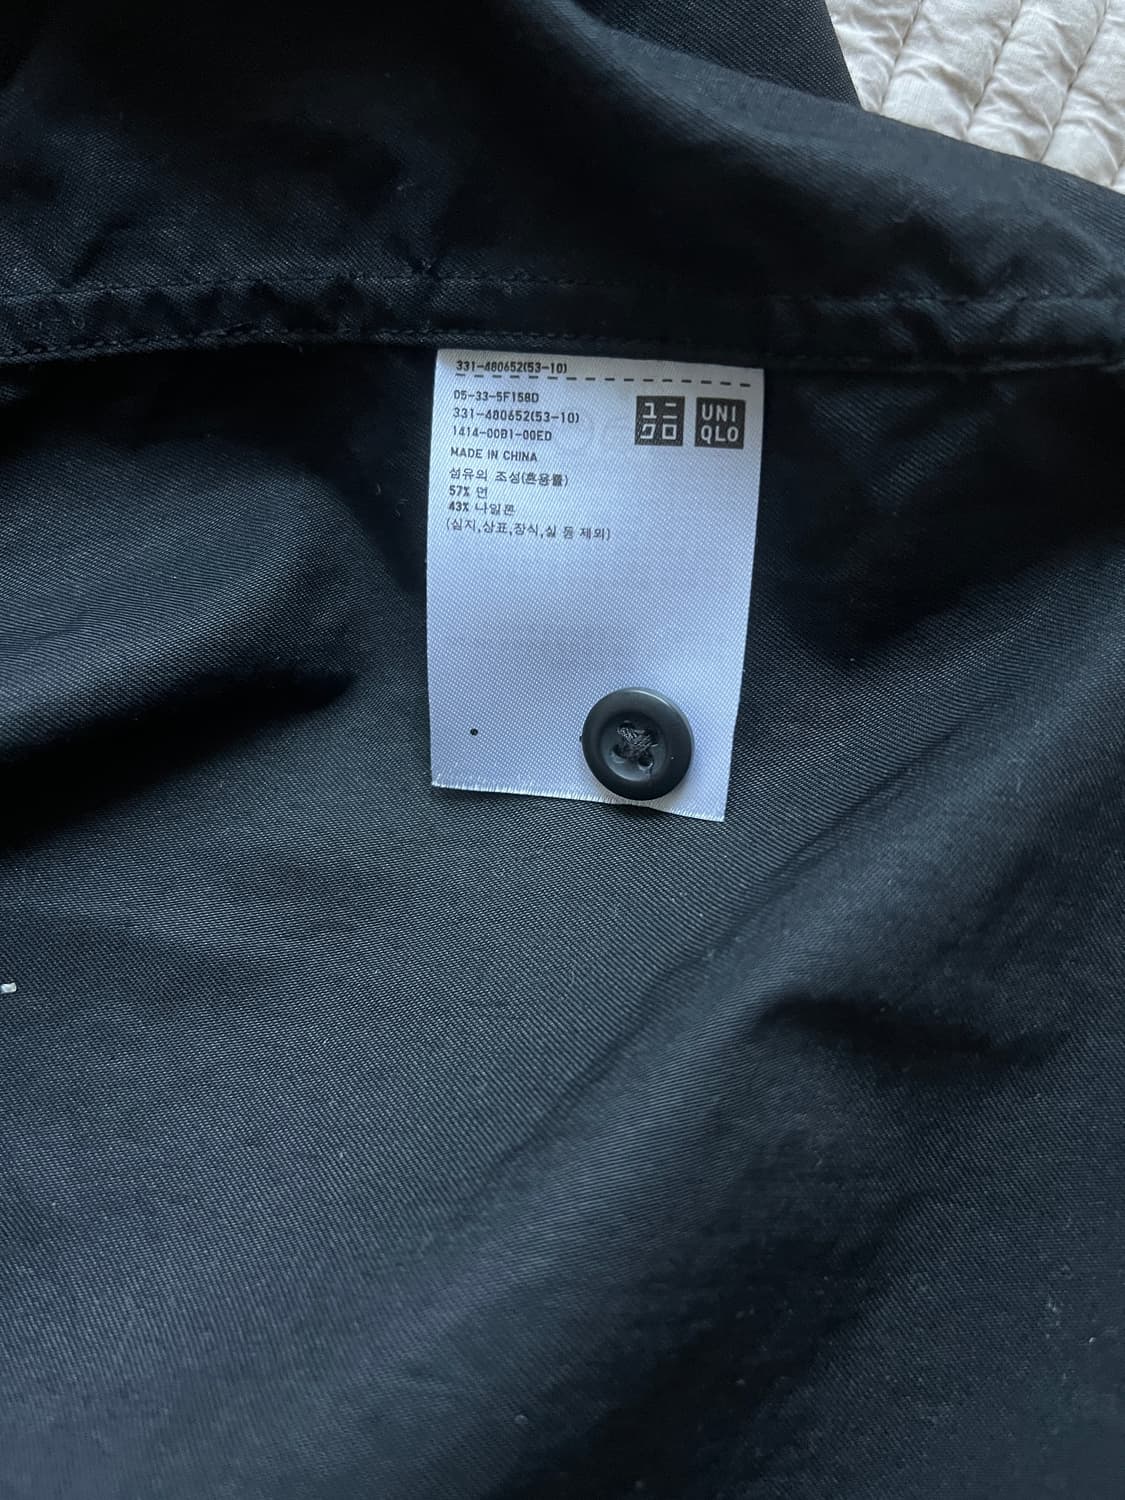 331-480652(53-10)
05-33-5F158D
331-480652(53-10)
1414-00B1-00ED
MADE IN CHINA
섬유의 조성(혼용률)
57% 면
43% 나일론
(심지,상표,장식,실 등 제외)
ユニ
クロ
UNI
QLO